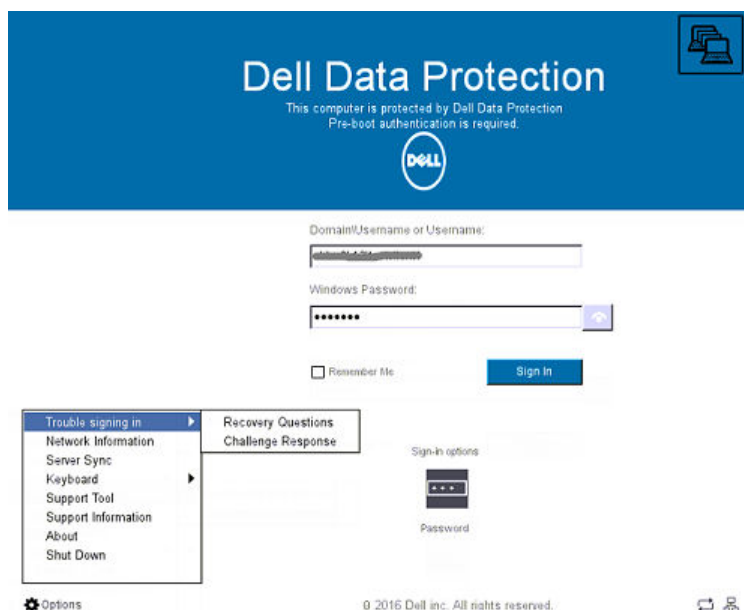 Dell Data Protection
This computer is protected by Dell Data Protection
Pre-boot authentication is required.
DELL
Domain\Username or Username:
Windows Password:
•••••••
Remember Me
Sign In
Trouble signing in
Recovery Questions
Network Information
Challenge Response
Server Sync
Keyboard
Support Tool
Support Information
About
Shut Down
Sign-in options
Password
Options
© 2016 Dell inc. All rights reserved.